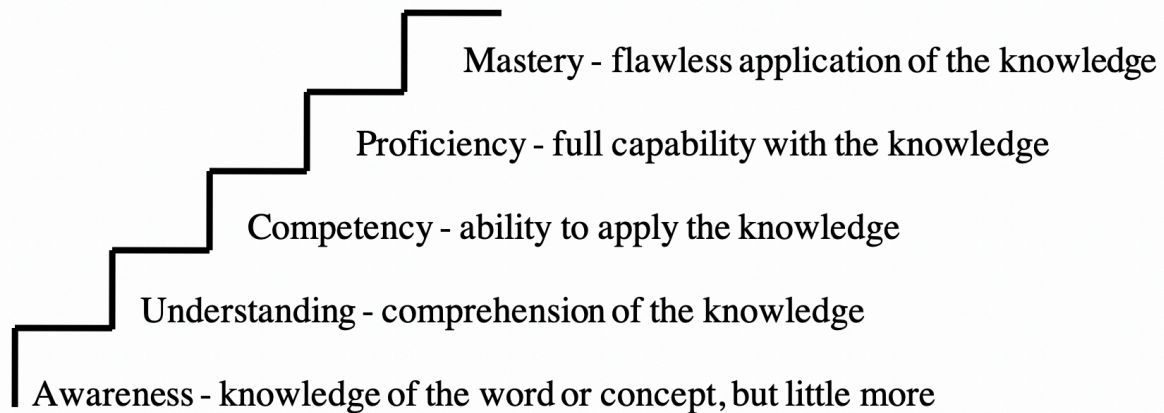 Mastery - flawless application of the knowledge
Proficiency - full capability with the knowledge
Competency - ability to apply the knowledge
Understanding - comprehension of the knowledge
Awareness - knowledge of the word or concept, but little more